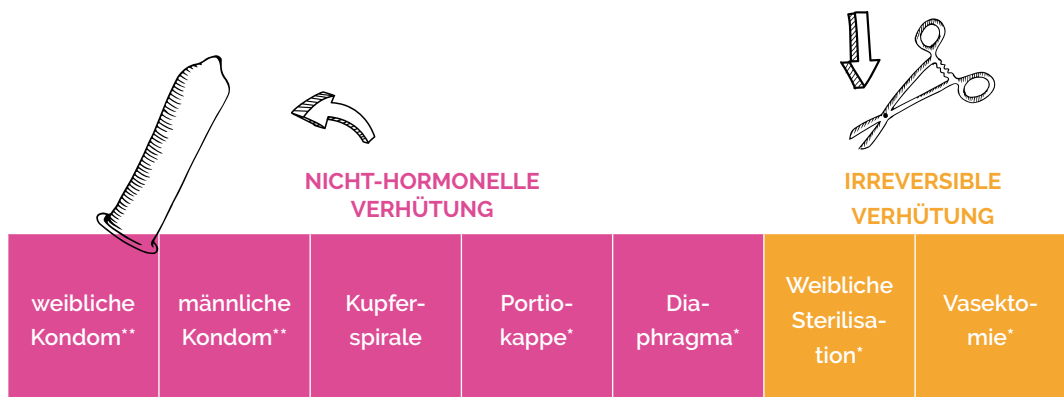 NICHT-HORMONELLE
VERHÜTUNG
IRREVERSIBLE
VERHÜTUNG
weibliche
Kondom**
männliche
Kondom**
Kupfer-
spirale
Portio-
kappe*
Dia-
phragma*
Weibliche
Sterilisa-
tion*
Vasekto-
mie*